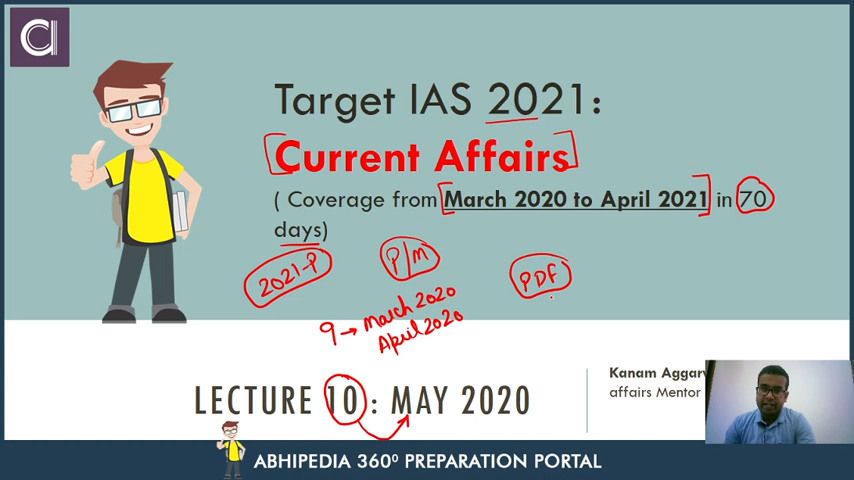 Target IAS 2021:
Current Affairs
( Coverage from March 2020 to April 2021 in 70
days)
2021-P
P/M
PDF
9 → March 2020
April 2020
LECTURE 10 : MAY 2020
Kanam Aggarw
affairs Mentor
ABHIPEDIA 360⁰ PREPARATION PORTAL